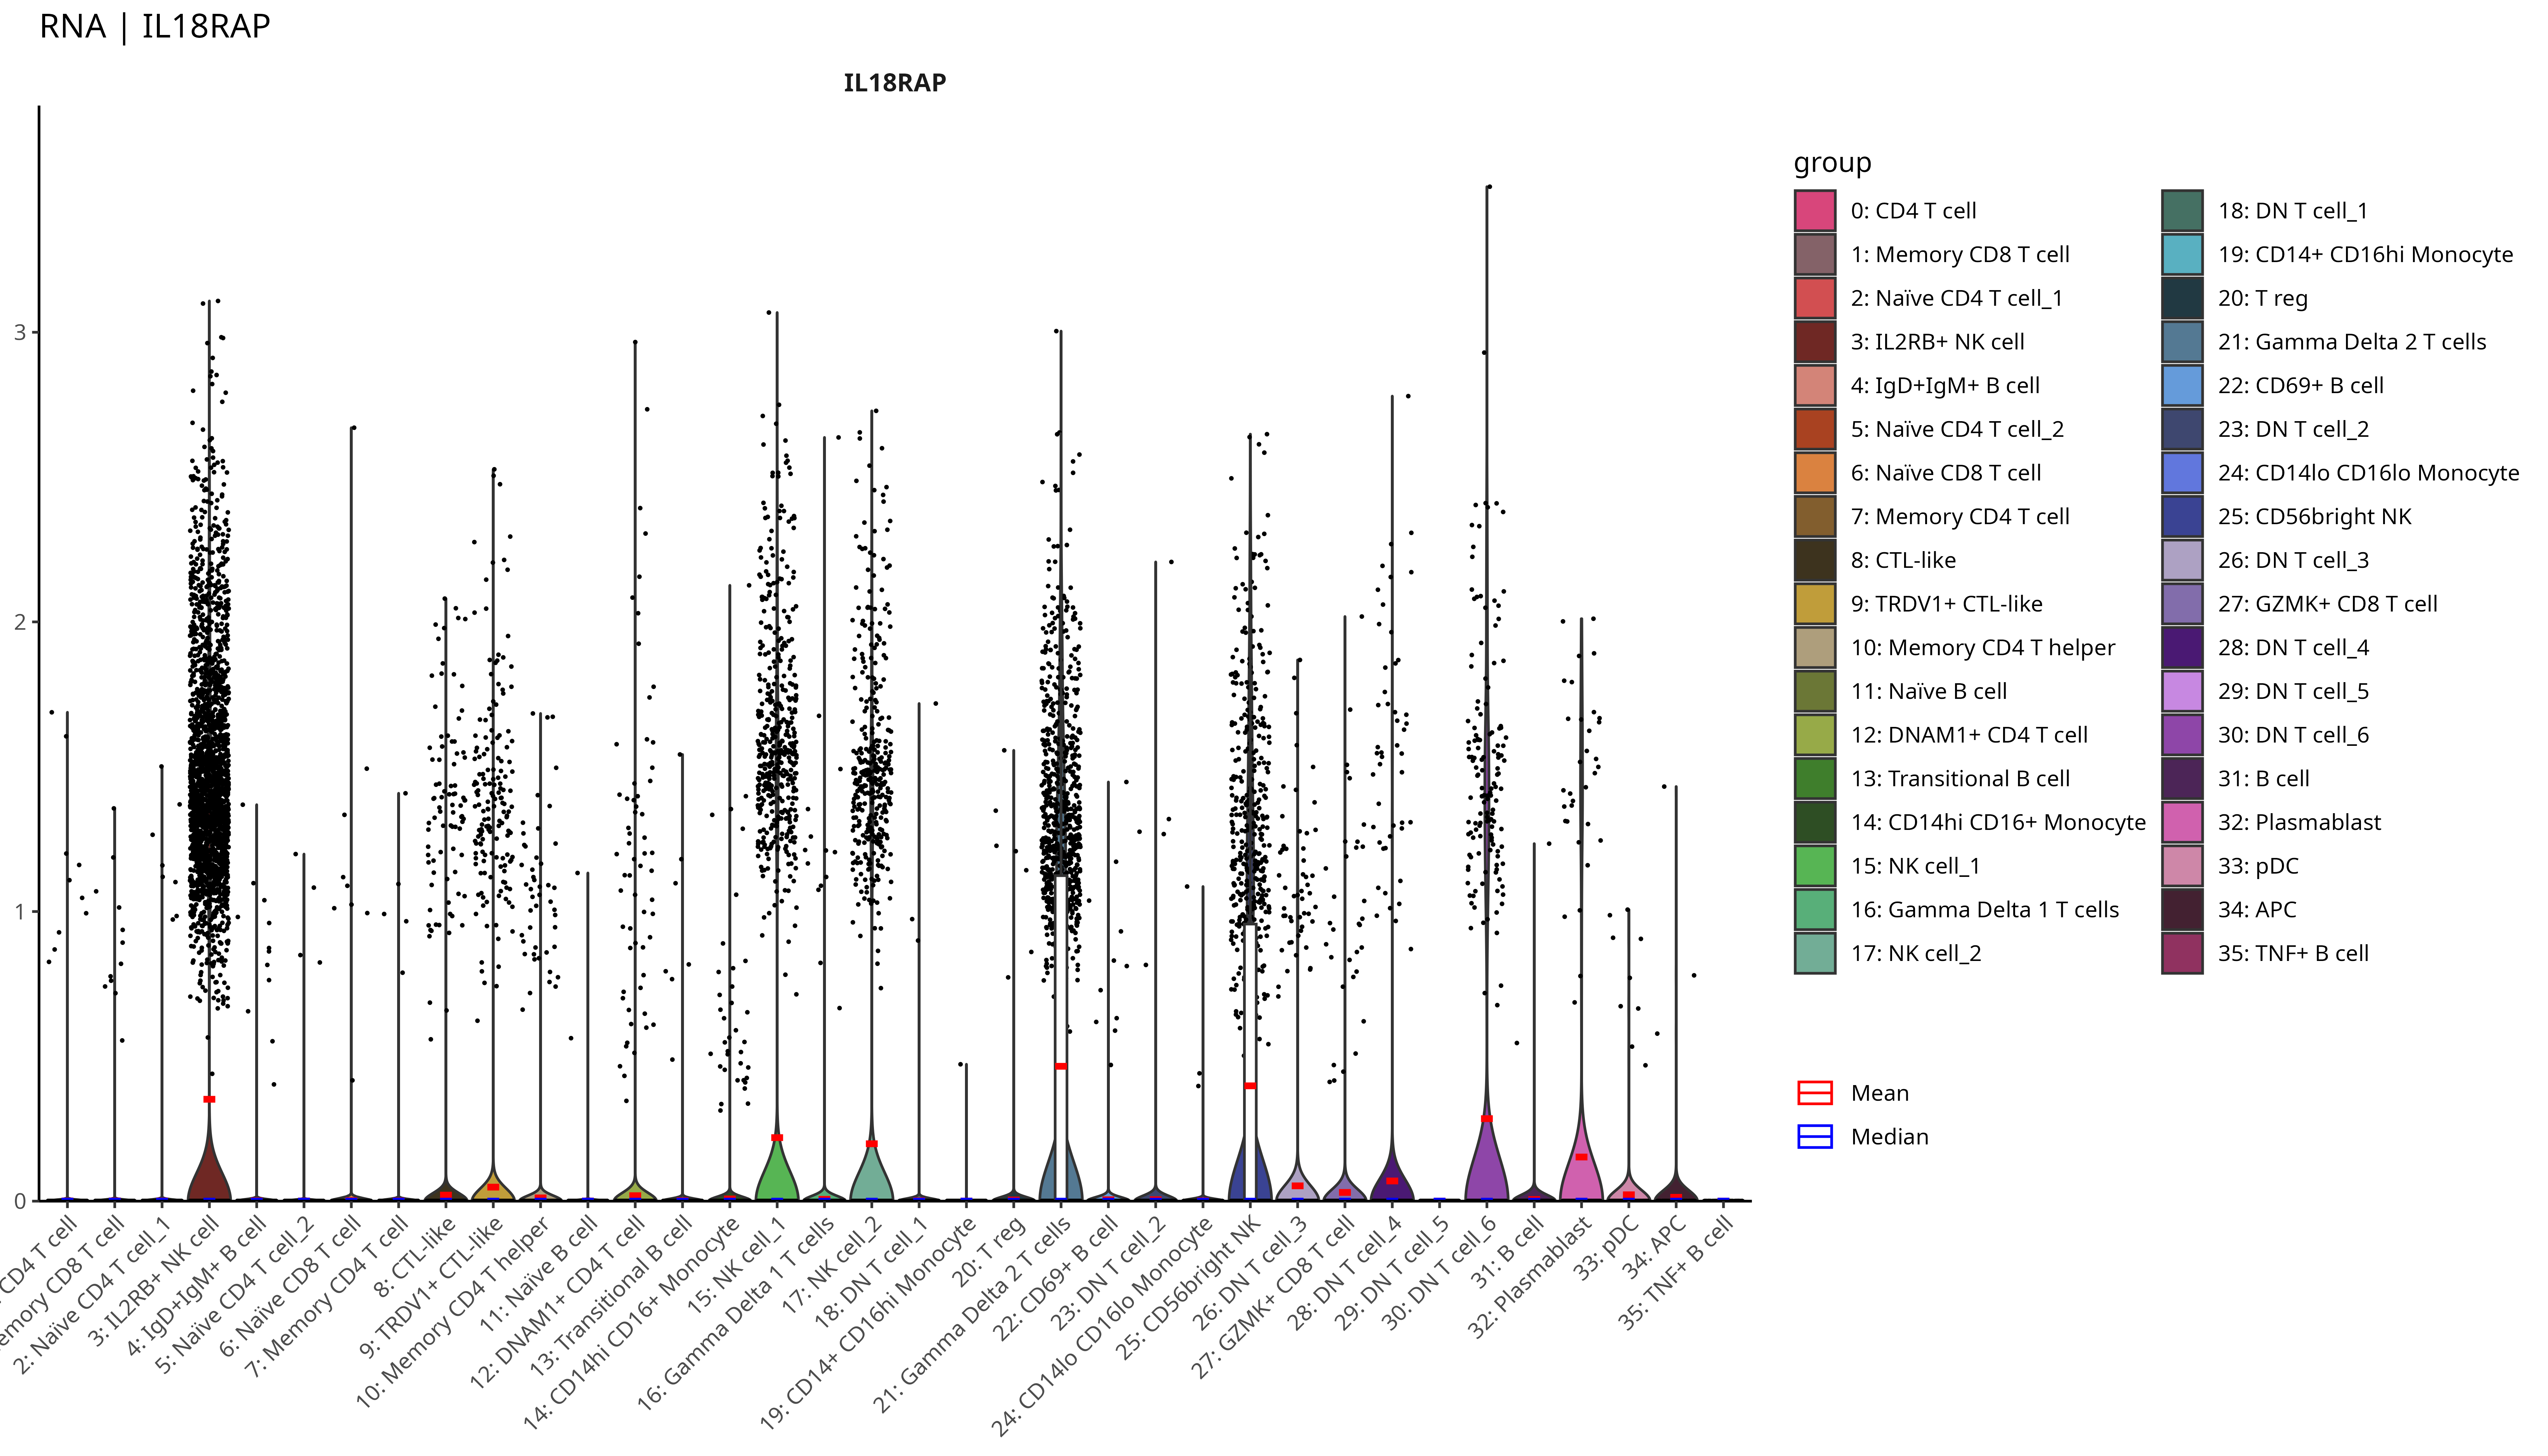 RNA | IL18RAP
IL18RAP
3
2
1
0
CD4 T cell
2: Naïve CD4 T cell_1
3: IL2RB+ NK cell
4: IgD+IgM+ B cell
5: Naïve CD4 T cell_2
6: Naïve CD8 T cell
7: Memory CD4 T cell
8: CTL-like
9: TRDV1+ CTL-like
10: Memory CD4 T helper
11: Naïve B cell
12: DNAM1+ CD4 T cell
13: Transitional B cell
14: CD14hi CD16+ Monocyte
15: NK cell_1
16: Gamma Delta 1 T cells
17: NK cell_2
18: DN T cell_1
19: CD14+ CD16hi Monocyte
20: T reg
21: Gamma Delta 2 T cells
22: CD69+ B cell
23: DN T cell_2
24: CD14lo CD16lo Monocyte
25: CD56bright NK
26: DN T cell_3
27: GZMK+ CD8 T cell
28: DN T cell_4
29: DN T cell_5
30: DN T cell_6
31: B cell
32: Plasmablast
33: pDC
34: APC
35: TNF+ B cell
group
0: CD4 T cell
1: Memory CD8 T cell
2: Naïve CD4 T cell_1
3: IL2RB+ NK cell
4: IgD+IgM+ B cell
5: Naïve CD4 T cell_2
6: Naïve CD8 T cell
7: Memory CD4 T cell
8: CTL-like
9: TRDV1+ CTL-like
10: Memory CD4 T helper
11: Naïve B cell
12: DNAM1+ CD4 T cell
13: Transitional B cell
14: CD14hi CD16+ Monocyte
15: NK cell_1
16: Gamma Delta 1 T cells
17: NK cell_2
18: DN T cell_1
19: CD14+ CD16hi Monocyte
20: T reg
21: Gamma Delta 2 T cells
22: CD69+ B cell
23: DN T cell_2
24: CD14lo CD16lo Monocyte
25: CD56bright NK
26: DN T cell_3
27: GZMK+ CD8 T cell
28: DN T cell_4
29: DN T cell_5
30: DN T cell_6
31: B cell
32: Plasmablast
33: pDC
34: APC
35: TNF+ B cell
Mean
Median